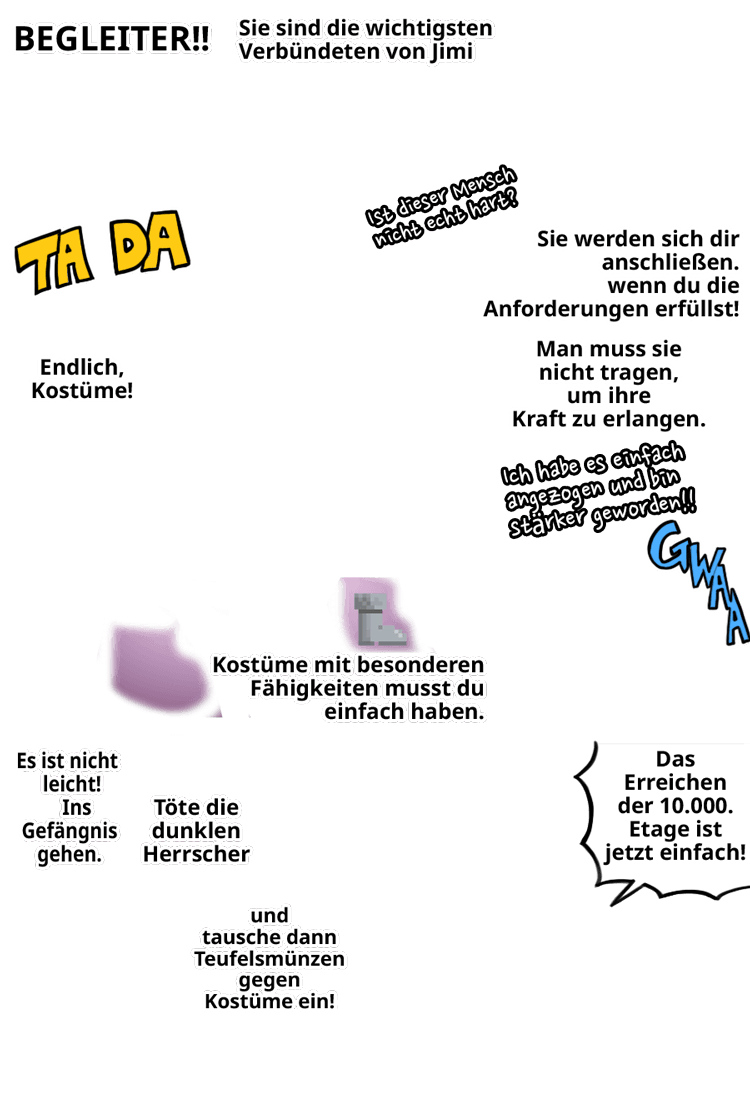 BEGLEITER!!
Sie sind die wichtigsten
Verbündeten von Jimi
Ist dieser Mensch
nicht echt hart?
TA DA
Sie werden sich dir
anschließen.
wenn du die
Anforderungen erfüllst!
Endlich,
Kostüme!
Man muss sie
nicht tragen,
um ihre
Kraft zu erlangen.
Ich habe es einfach
angezogen und bin
Stärker geworden!!
GWAA
Kostüme mit besonderen
Fähigkeiten musst du
einfach haben.
Es ist nicht
leicht!
Ins
Gefängnis
gehen.
Töte die
dunklen
Herrscher
Das
Erreichen
der 10.000.
Etage ist
jetzt einfach!
und
tausche dann
Teufelsmünzen
gegen
Kostüme ein!